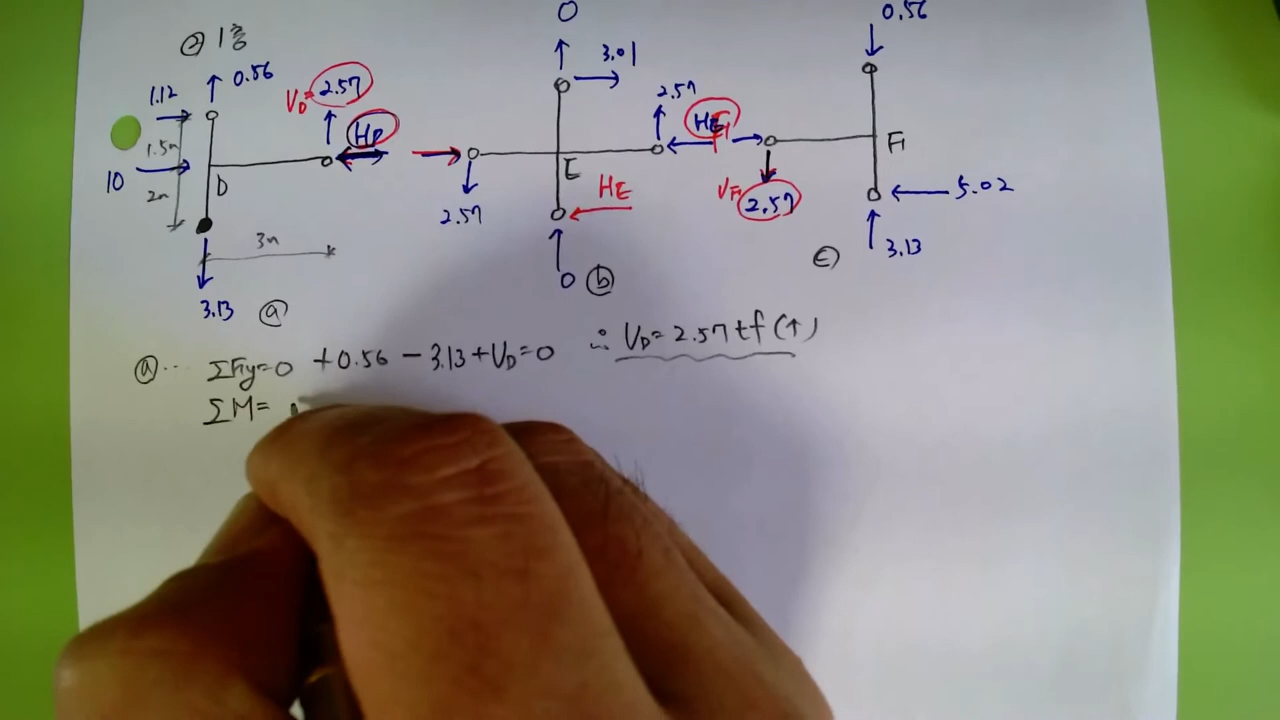 ② 1층
0.56
1.12
V_D=2.57
H_D
1.5m
10
D
2m
3m
3.13
ⓐ
0
3.01
2.57
2.57
E
H_E
0
ⓑ
0.56
F
V_F
2.57
5.02
3.13
ⓒ
ⓐ ·· ΣFy=0 +0.56 - 3.13 + V_D = 0 ∴ V_D = 2.57 tf (↑)
ΣM=